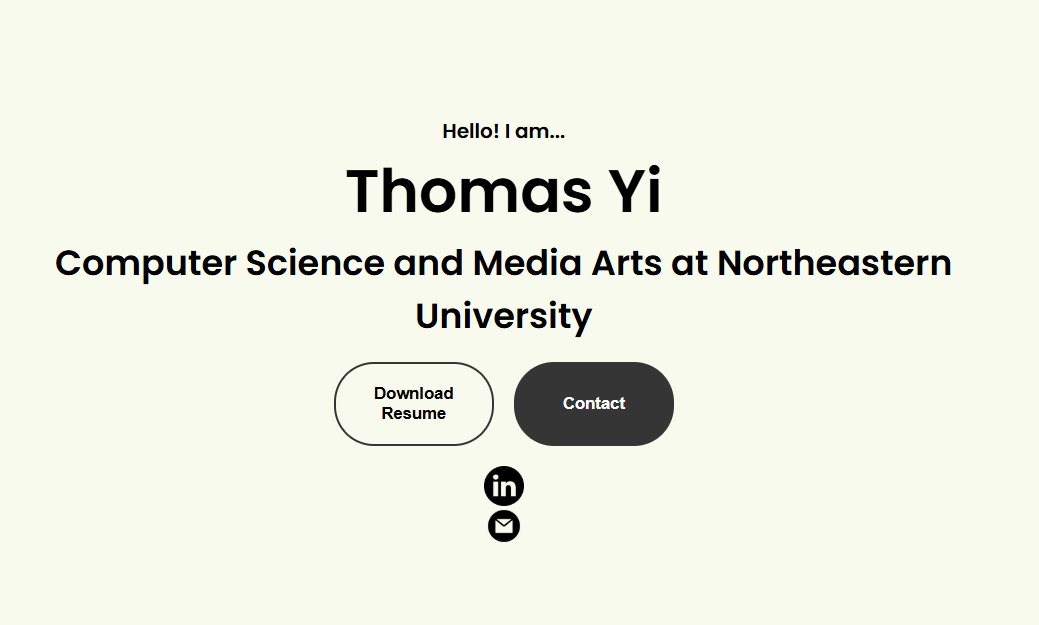 Hello! I am...
Thomas Yi
Computer Science and Media Arts at Northeastern
University
Download
Resume
Contact
in